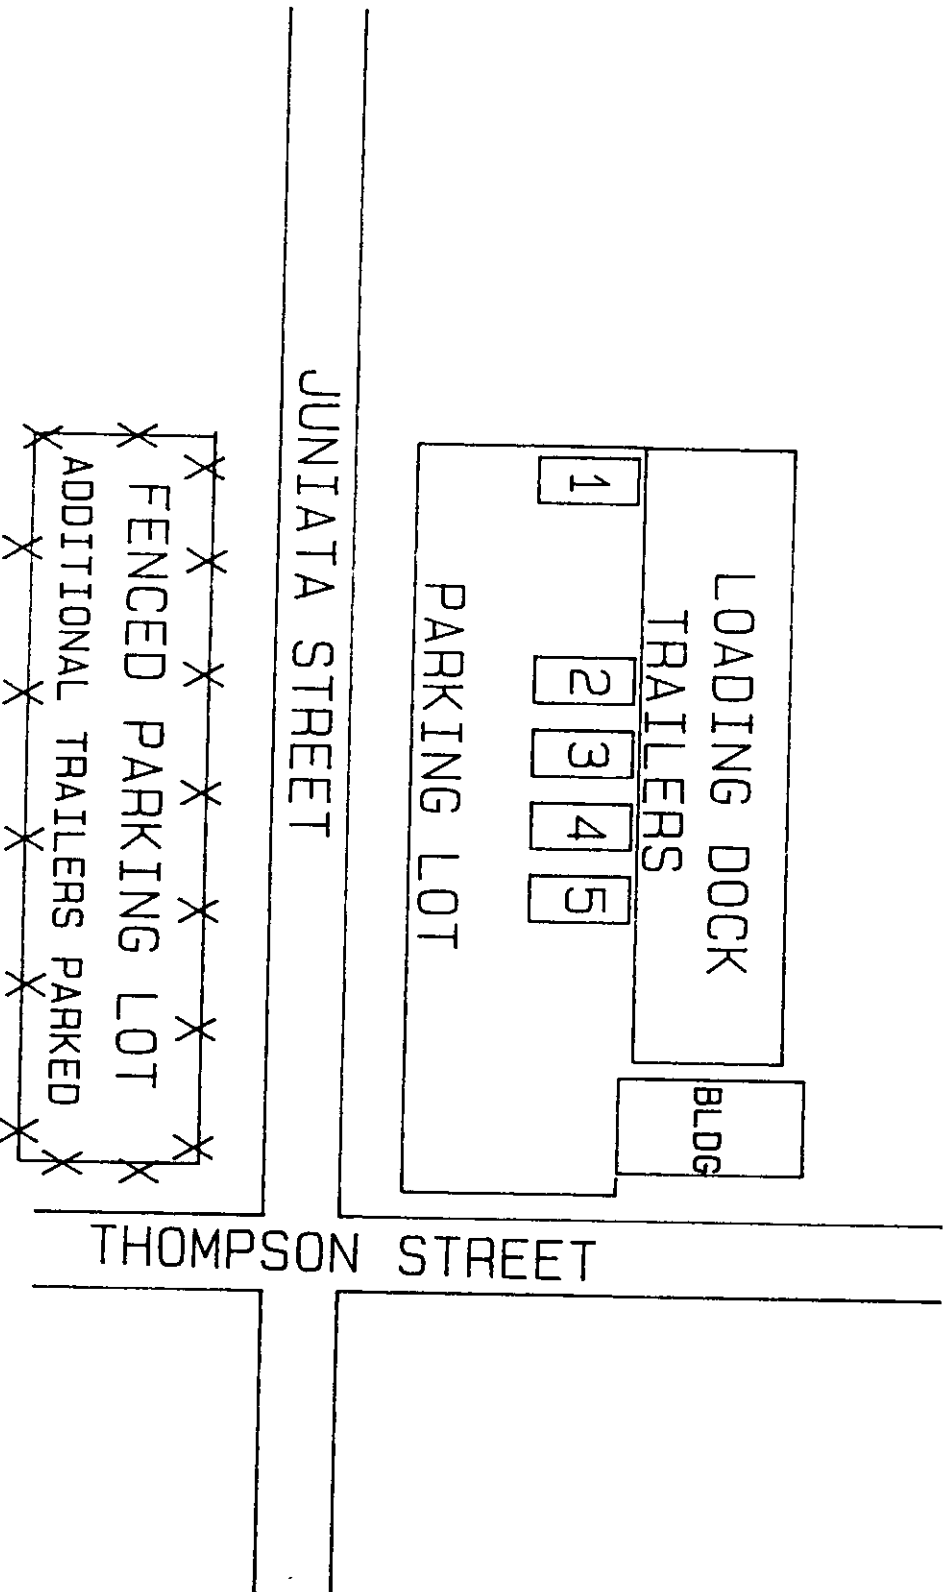 LOADING DOCK
TRAILERS
1
2
3
4
5
BLDG
PARKING LOT
JUNIATA STREET
FENCED PARKING LOT
ADDITIONAL TRAILERS PARKED
THOMPSON STREET